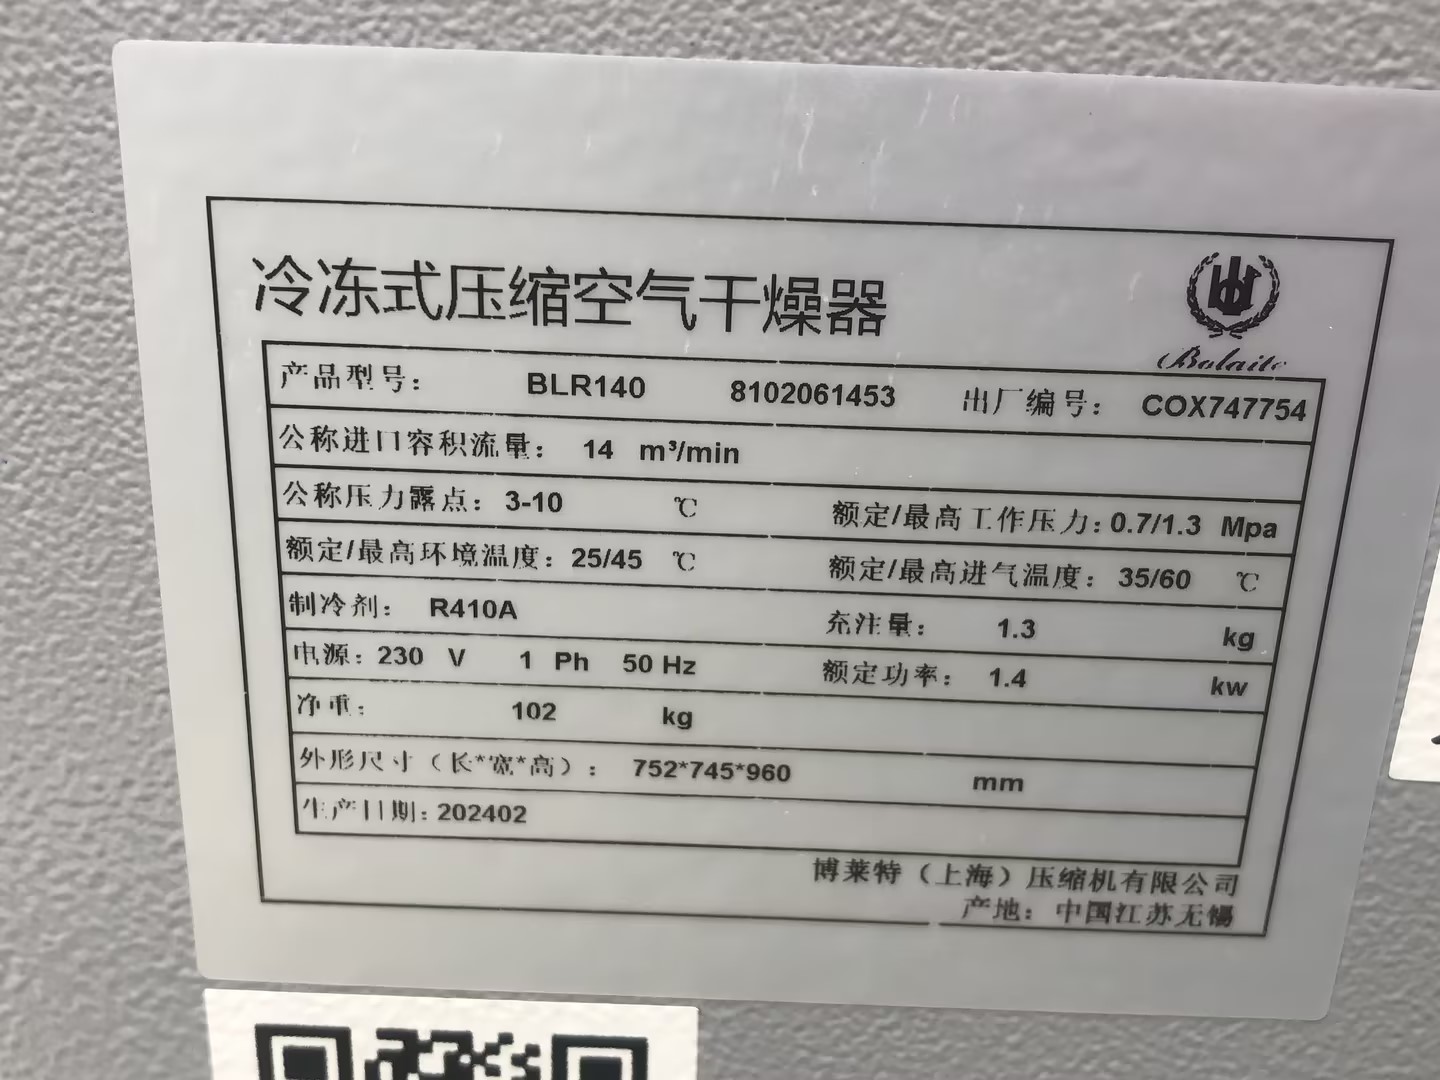 冷冻式压缩空气干燥器
Bolaite
产品型号： BLR140 8102061453 出厂编号： COX747754
公称进口容积流量： 14 m³/min
公称压力露点：3-10 ℃ 额定/最高工作压力：0.7/1.3 Mpa
额定/最高环境温度：25/45 ℃ 额定/最高进气温度：35/60 ℃
制冷剂： R410A 充注量： 1.3 kg
电源：230 V 1 Ph 50 Hz 额定功率： 1.4 kw
净重： 102 kg
外形尺寸（长*宽*高）： 752*745*960 mm
生产日期：202402
博莱特（上海）压缩机有限公司
产地：中国江苏无锡